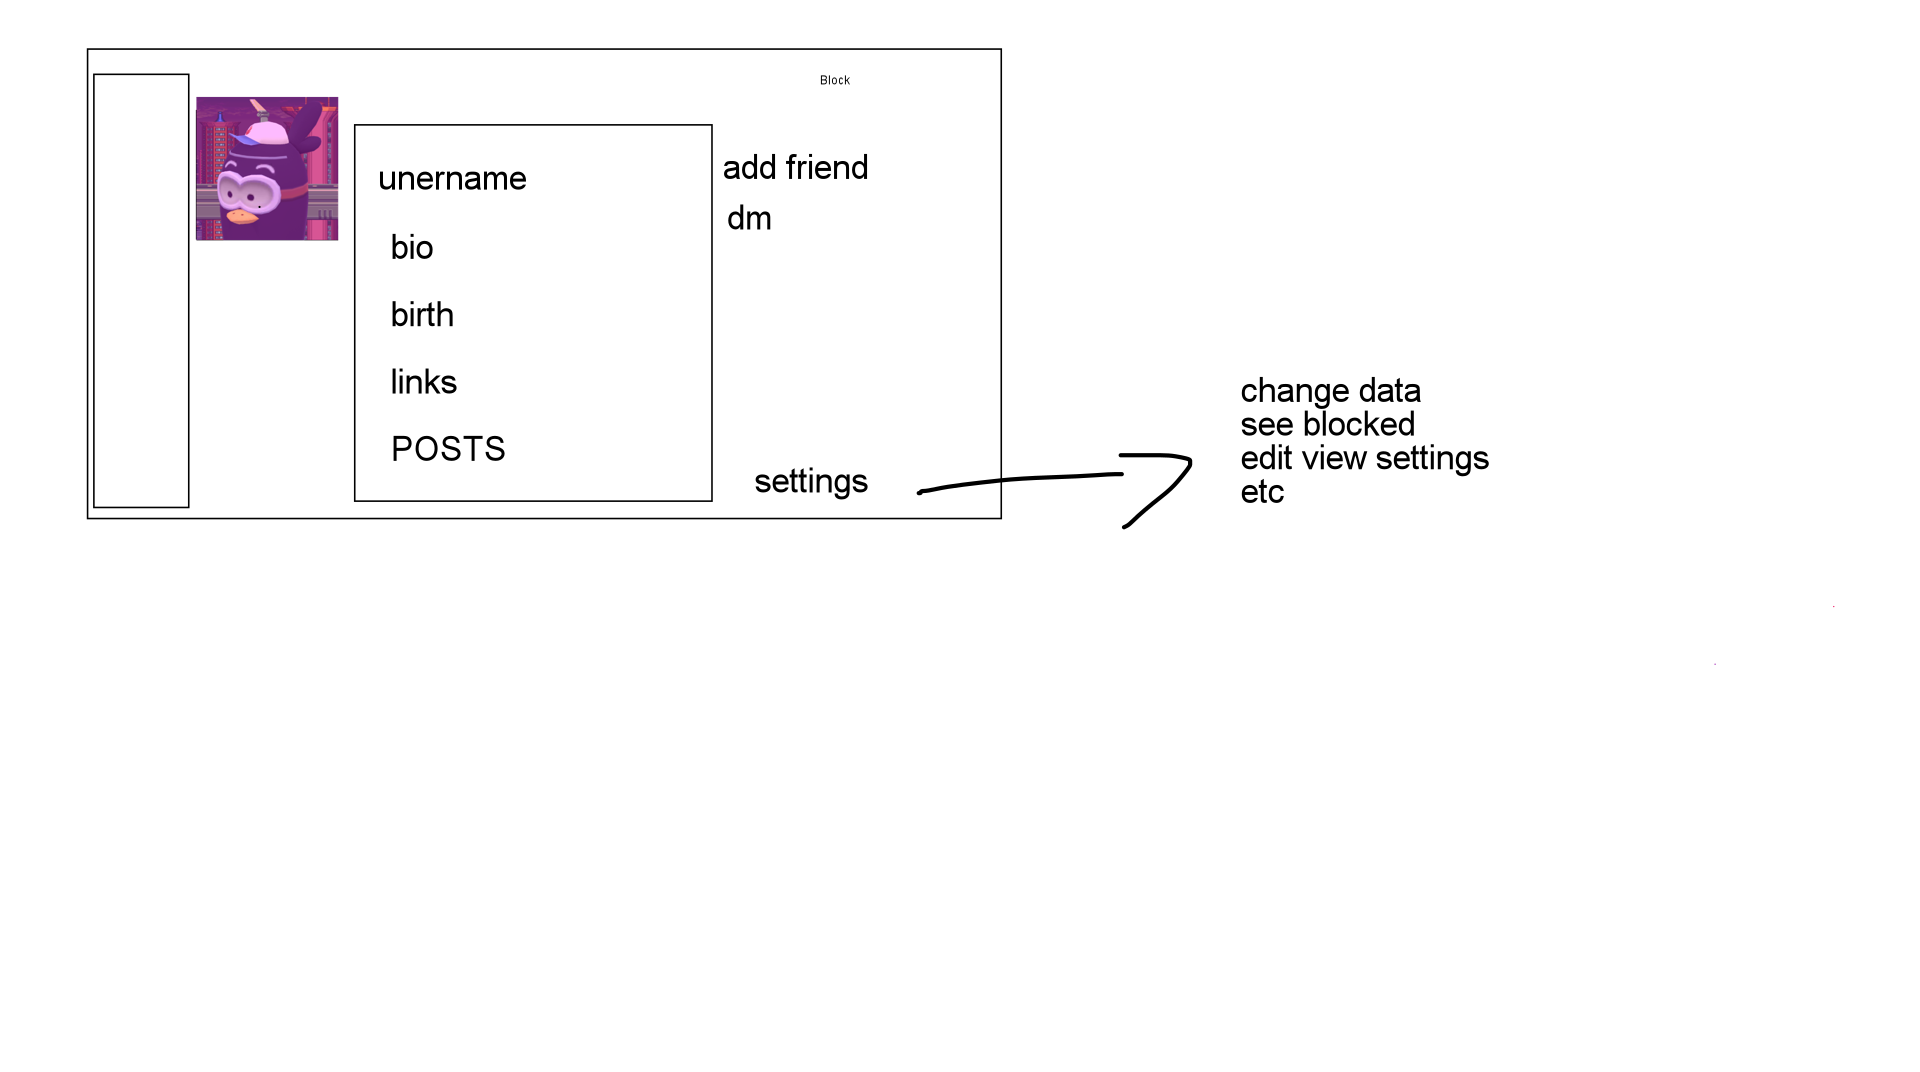 Block
unername
bio
birth
links
POSTS
add friend
dm
settings
change data
see blocked
edit view settings
etc